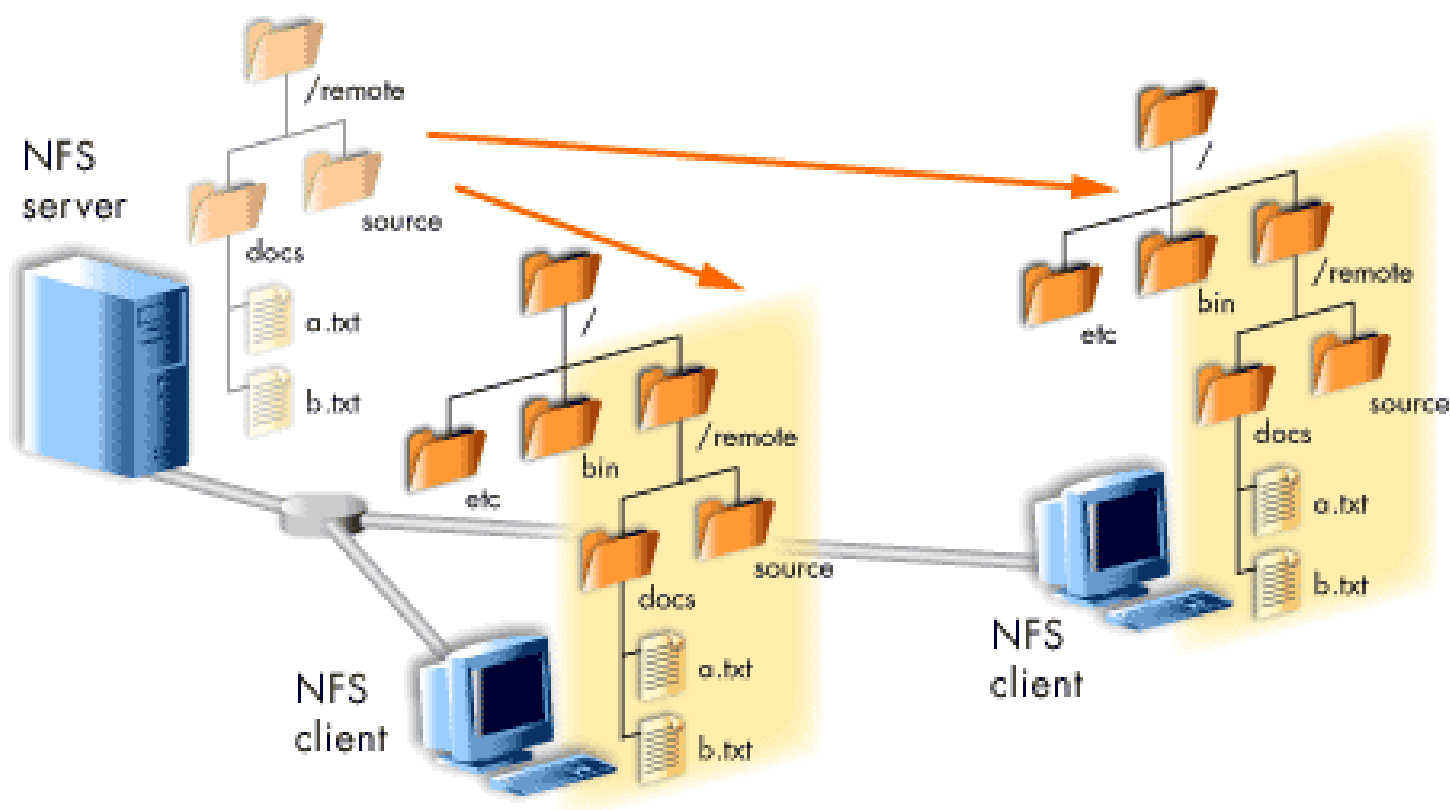 /remote
NFS
server
source
docs
a.txt
b.txt
/
etc
bin
/remote
source
docs
a.txt
b.txt
NFS
client
/
etc
bin
/remote
source
docs
a.txt
b.txt
NFS
client